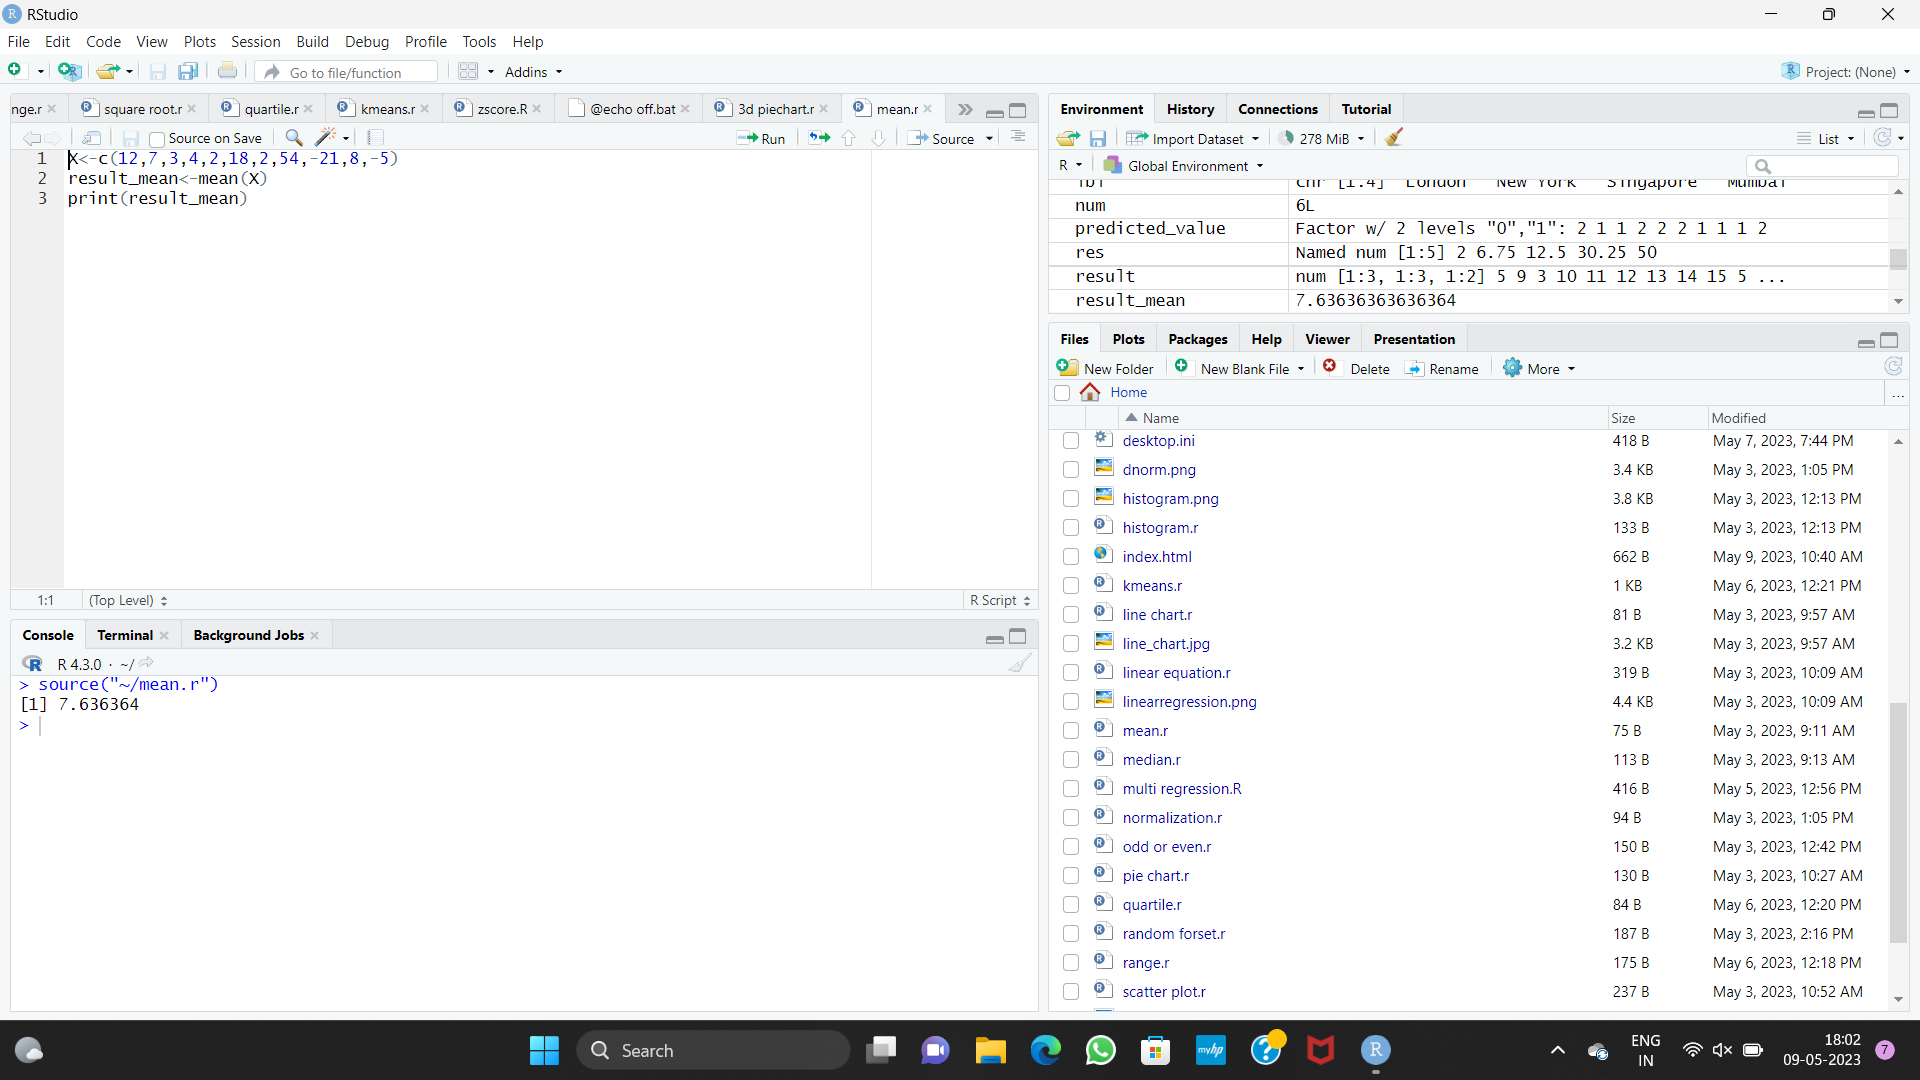 RStudio
File Edit Code View Plots Session Build Debug Profile Tools Help
Go to file/function Addins Project: (None)
nge.r square root.r quartile.r kmeans.r zscore.R @echo off.bat 3d piechart.r mean.r
Source on Save Run Source
1 X<-c(12,7,3,4,2,18,2,54,-21,8,-5)
2 result_mean<-mean(X)
3 print(result_mean)
1:1 (Top Level) R Script
Console Terminal Background Jobs
R 4.3.0 · ~/
> source("~/mean.r")
[1] 7.636364
>
Environment History Connections Tutorial
Import Dataset 278 MiB List
R Global Environment
lbl chr [1:4] "London" "New York" "Singapore" "Mumbai"
num 6L
predicted_value Factor w/ 2 levels "0","1": 2 1 1 2 2 2 1 1 1 2
res Named num [1:5] 2 6.75 12.5 30.25 50
result num [1:3, 1:3, 1:2] 5 9 3 10 11 12 13 14 15 5 ...
result_mean 7.63636363636364
Files Plots Packages Help Viewer Presentation
New Folder New Blank File Delete Rename More
Home ...
Name Size Modified
desktop.ini 418 B May 7, 2023, 7:44 PM
dnorm.png 3.4 KB May 3, 2023, 1:05 PM
histogram.png 3.8 KB May 3, 2023, 12:13 PM
histogram.r 133 B May 3, 2023, 12:13 PM
index.html 662 B May 9, 2023, 10:40 AM
kmeans.r 1 KB May 6, 2023, 12:21 PM
line chart.r 81 B May 3, 2023, 9:57 AM
line_chart.jpg 3.2 KB May 3, 2023, 9:57 AM
linear equation.r 319 B May 3, 2023, 10:09 AM
linearregression.png 4.4 KB May 3, 2023, 10:09 AM
mean.r 75 B May 3, 2023, 9:11 AM
median.r 113 B May 3, 2023, 9:13 AM
multi regression.R 416 B May 5, 2023, 12:56 PM
normalization.r 94 B May 3, 2023, 1:05 PM
odd or even.r 150 B May 3, 2023, 12:42 PM
pie chart.r 130 B May 3, 2023, 10:27 AM
quartile.r 84 B May 6, 2023, 12:20 PM
random forset.r 187 B May 3, 2023, 2:16 PM
range.r 175 B May 6, 2023, 12:18 PM
scatter plot.r 237 B May 3, 2023, 10:52 AM
Search myhp ENG 18:02
IN 09-05-2023 7